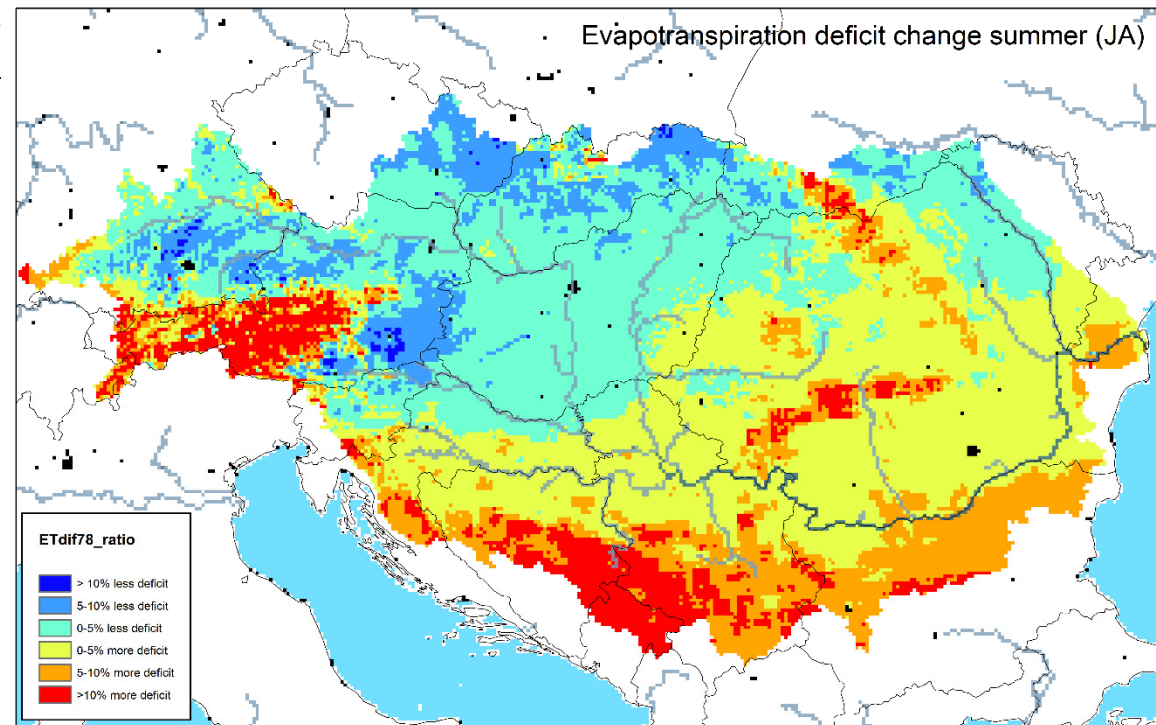 Evapotranspiration deficit change summer (JA)
ETdif78_ratio
> 10% less deficit
5-10% less deficit
0-5% less deficit
0-5% more deficit
5-10% more deficit
>10% more deficit